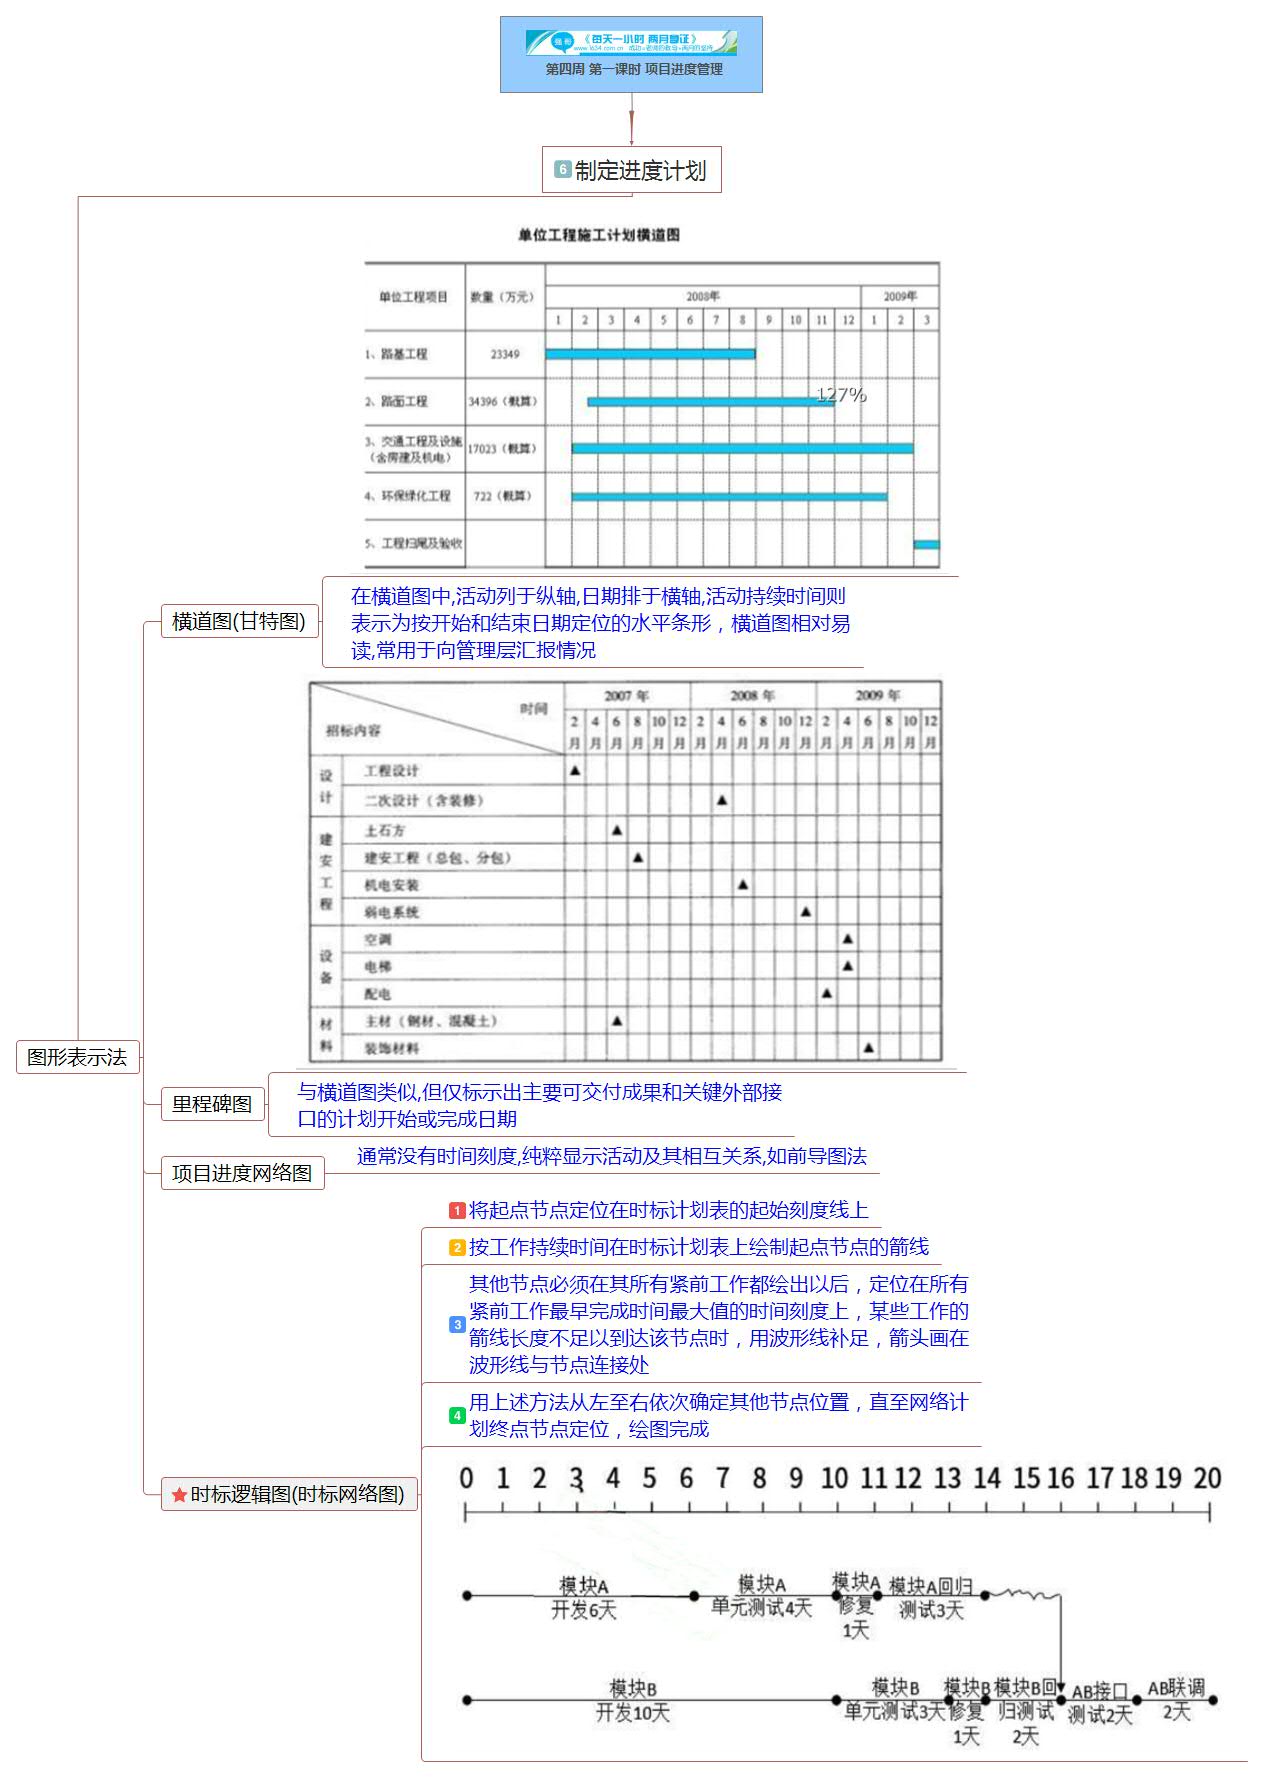 强哥
《每天一小时 两月拿证》
www.1654.com.cn
第四周 第一课时 项目进度管理
6 制定进度计划
单位工程施工计划横道图
单位工程项目 数量（万元） 2008年 2009年
1 2 3 4 5 6 7 8 9 10 11 12 1 2 3
1、路基工程 23349
2、路面工程 34396（概算） 127%
3、交通工程及设施 17023（概算）
（含房建及机电）
4、环保绿化工程 722（概算）
5、工程扫尾及验收
横道图(甘特图)
在横道图中,活动列于纵轴,日期排于横轴,活动持续时间则
表示为按开始和结束日期定位的水平条形，横道图相对易
读,常用于向管理层汇报情况
时间 2007年 2008年 2009年
招标内容
2月 4月 6月 8月 10月 12月 2月 4月 6月 8月 10月 12月 2月 4月 6月 8月 10月 12月
设计
工程设计 ▲
二次设计（含装修） ▲
建安工程
土石方 ▲
建安工程（总包、分包） ▲
机电安装 ▲
弱电系统 ▲
设备
空调 ▲
电梯 ▲
配电 ▲
材料
主材（钢材、混凝土） ▲
装饰材料 ▲
图形表示法
里程碑图
与横道图类似,但仅标示出主要可交付成果和关键外部接
口的计划开始或完成日期
项目进度网络图
通常没有时间刻度,纯粹显示活动及其相互关系,如前导图法
时标逻辑图(时标网络图)
1 将起点节点定位在时标计划表的起始刻度线上
2 按工作持续时间在时标计划表上绘制起点节点的箭线
3 其他节点必须在其所有紧前工作都绘出以后，定位在所有
紧前工作最早完成时间最大值的时间刻度上，某些工作的
箭线长度不足以到达该节点时，用波形线补足，箭头画在
波形线与节点连接处
4 用上述方法从左至右依次确定其他节点位置，直至网络计
划终点节点定位，绘图完成
0 1 2 3 4 5 6 7 8 9 10 11 12 13 14 15 16 17 18 19 20
模块A
开发6天
模块A
单元测试4天
模块A
修复
1天
模块A回归
测试3天
模块B
开发10天
模块B
单元测试3天
模块B
修复
1天
模块B回
归测试
2天
AB接口
测试2天
AB联调
2天